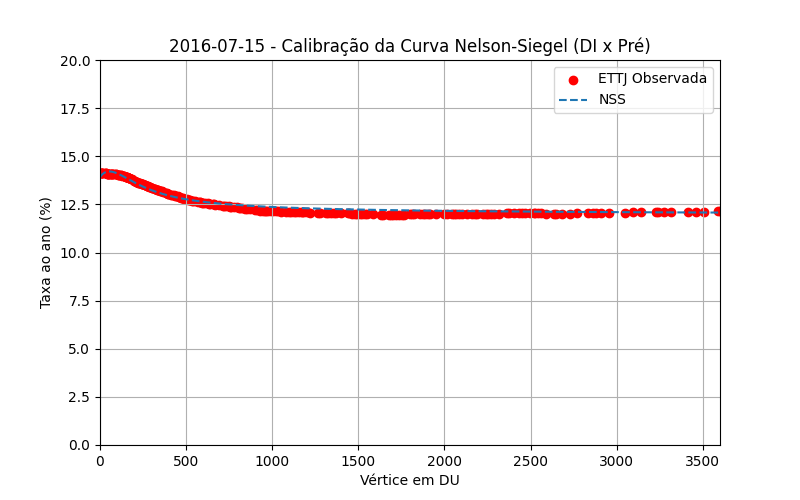 2016-07-15 - Calibração da Curva Nelson-Siegel (DI x Pré)
20.0
17.5
15.0
12.5
10.0
7.5
5.0
2.5
0.0
Taxa ao ano (%)
ETTJ Observada
NSS
0 500 1000 1500 2000 2500 3000 3500
Vértice em DU